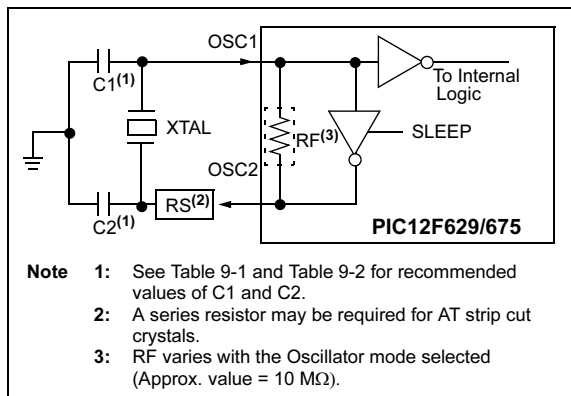 OSC1
C1(1)
To Internal
Logic
XTAL
RF(3)
SLEEP
OSC2
C2(1)
RS(2)
PIC12F629/675
Note 1: See Table 9-1 and Table 9-2 for recommended
values of C1 and C2.
2: A series resistor may be required for AT strip cut
crystals.
3: RF varies with the Oscillator mode selected
(Approx. value = 10 MΩ).